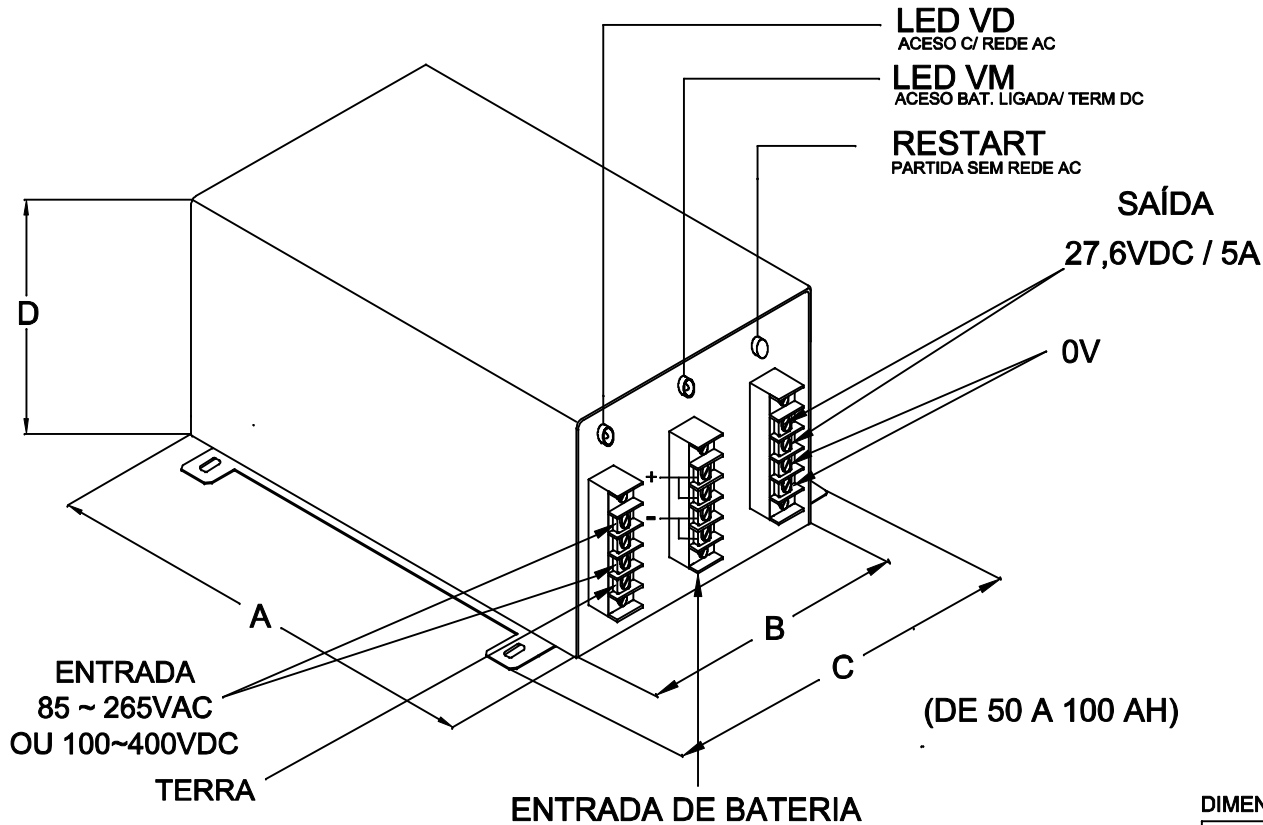 LED VD
ACESO C/ REDE AC
LED VM
ACESO BAT. LIGADA/ TERM DC
RESTART
PARTIDA SEM REDE AC
SAÍDA
27,6VDC / 5A
0V
D
+
-
A
B
C
ENTRADA
85 ~ 265VAC
OU 100~400VDC
TERRA
(DE 50 A 100 AH)
ENTRADA DE BATERIA
DIMEN